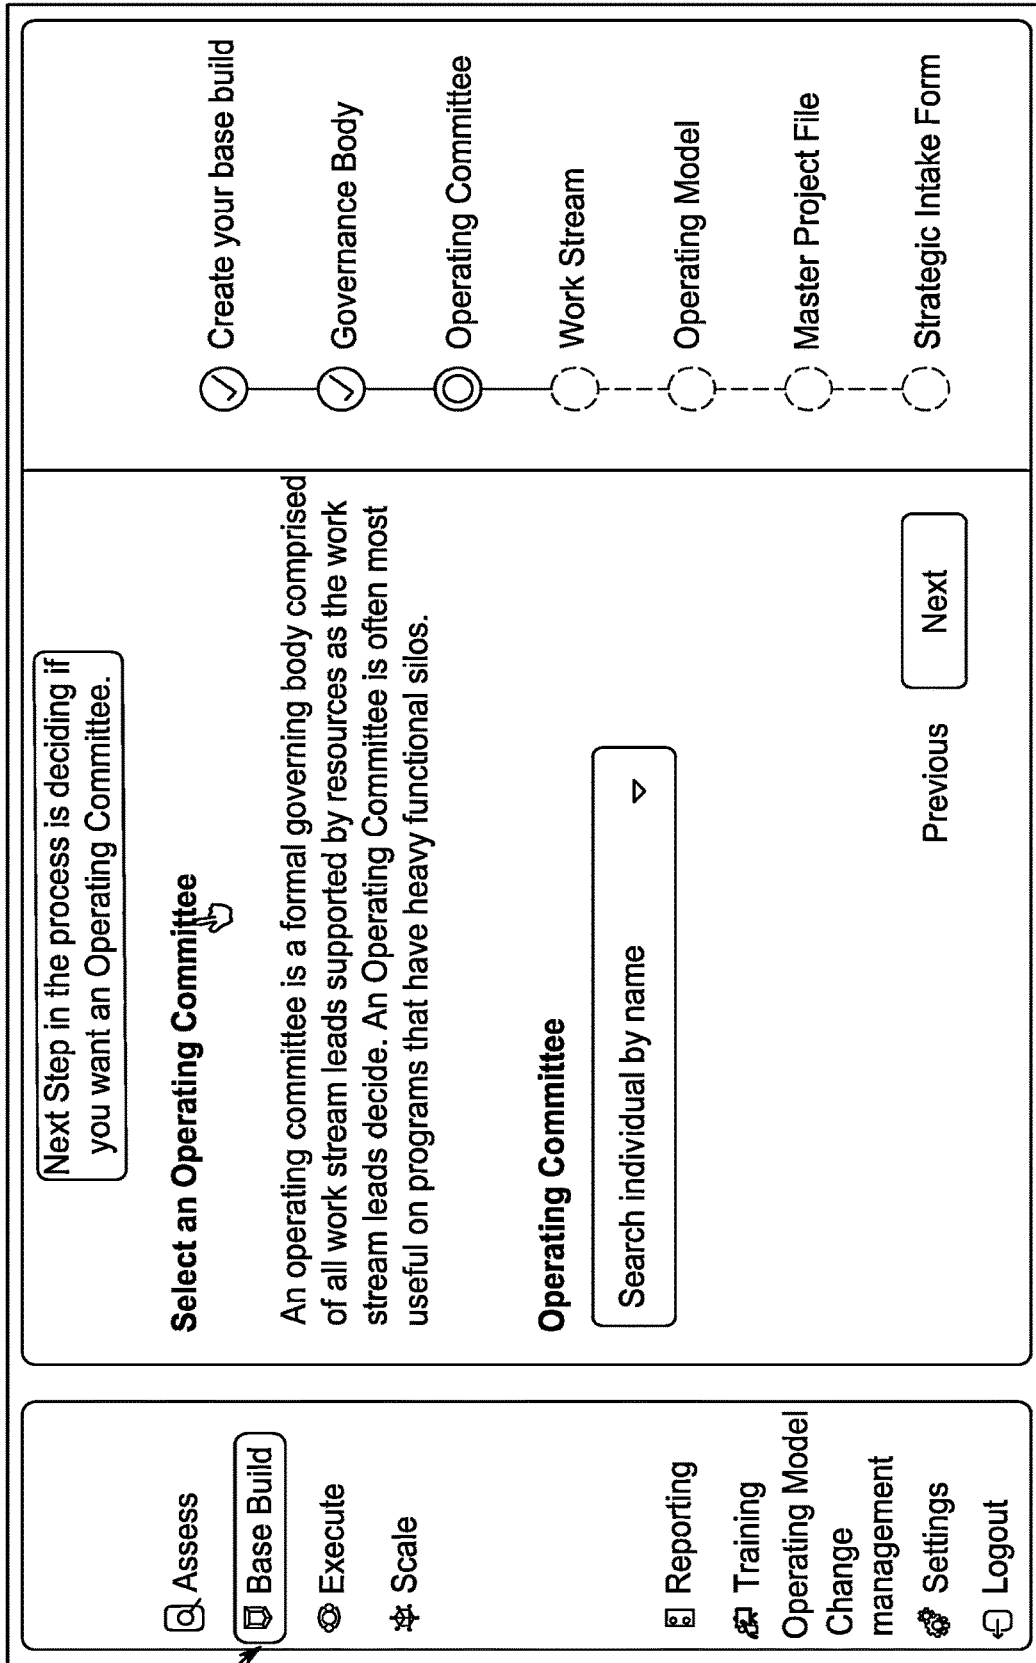 Assess
Base Build
Execute
Scale
Reporting
Training
Operating Model
Change
management
Settings
Logout
Next Step in the process is deciding if
you want an Operating Committee.
Select an Operating Committee
An operating committee is a formal governing body comprised
of all work stream leads supported by resources as the work
stream leads decide. An Operating Committee is often most
useful on programs that have heavy functional silos.
Operating Committee
Search individual by name
Previous
Next
Create your base build
Governance Body
Operating Committee
Work Stream
Operating Model
Master Project File
Strategic Intake Form